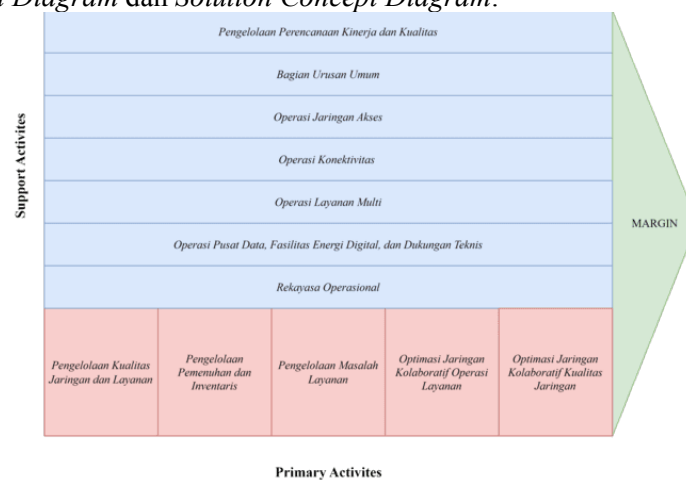 Diagram dan Solution Concept Diagram.
Pengelolaan Perencanaan Kinerja dan Kualitas
Bagian Urusan Umum
Operasi Jaringan Akses
Operasi Konektivitas
Operasi Layanan Multi
Operasi Pusat Data, Fasilitas Energi Digital, dan Dukungan Teknis
Rekayasa Operasional
Support Activites
MARGIN
Pengelolaan Kualitas
Jaringan dan Layanan
Pengelolaan
Pemenuhan dan
Inventaris
Pengelolaan Masalah
Layanan
Optimasi Jaringan
Kolaboratif Operasi
Layanan
Optimasi Jaringan
Kolaboratif Kualitas
Jaringan
Primary Activites